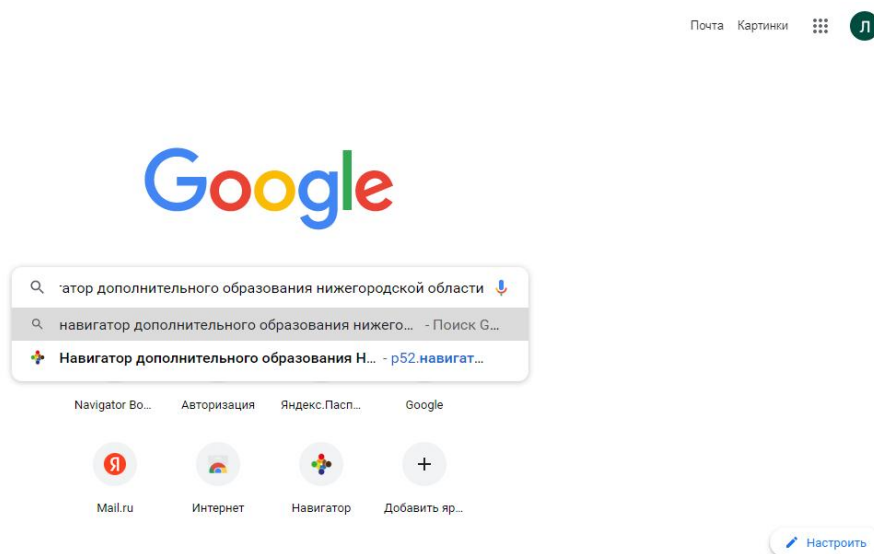 Почта Картинки Л
Google
тор дополнительного образования нижегородской области
навигатор дополнительного образования нижего... - Поиск G...
Навигатор дополнительного образования Н... - р52.навигат...
Navigator Bo... Авторизация Яндекс.Пасп... Google
Я
Mail.ru Интернет Навигатор Добавить яр...
Настроить